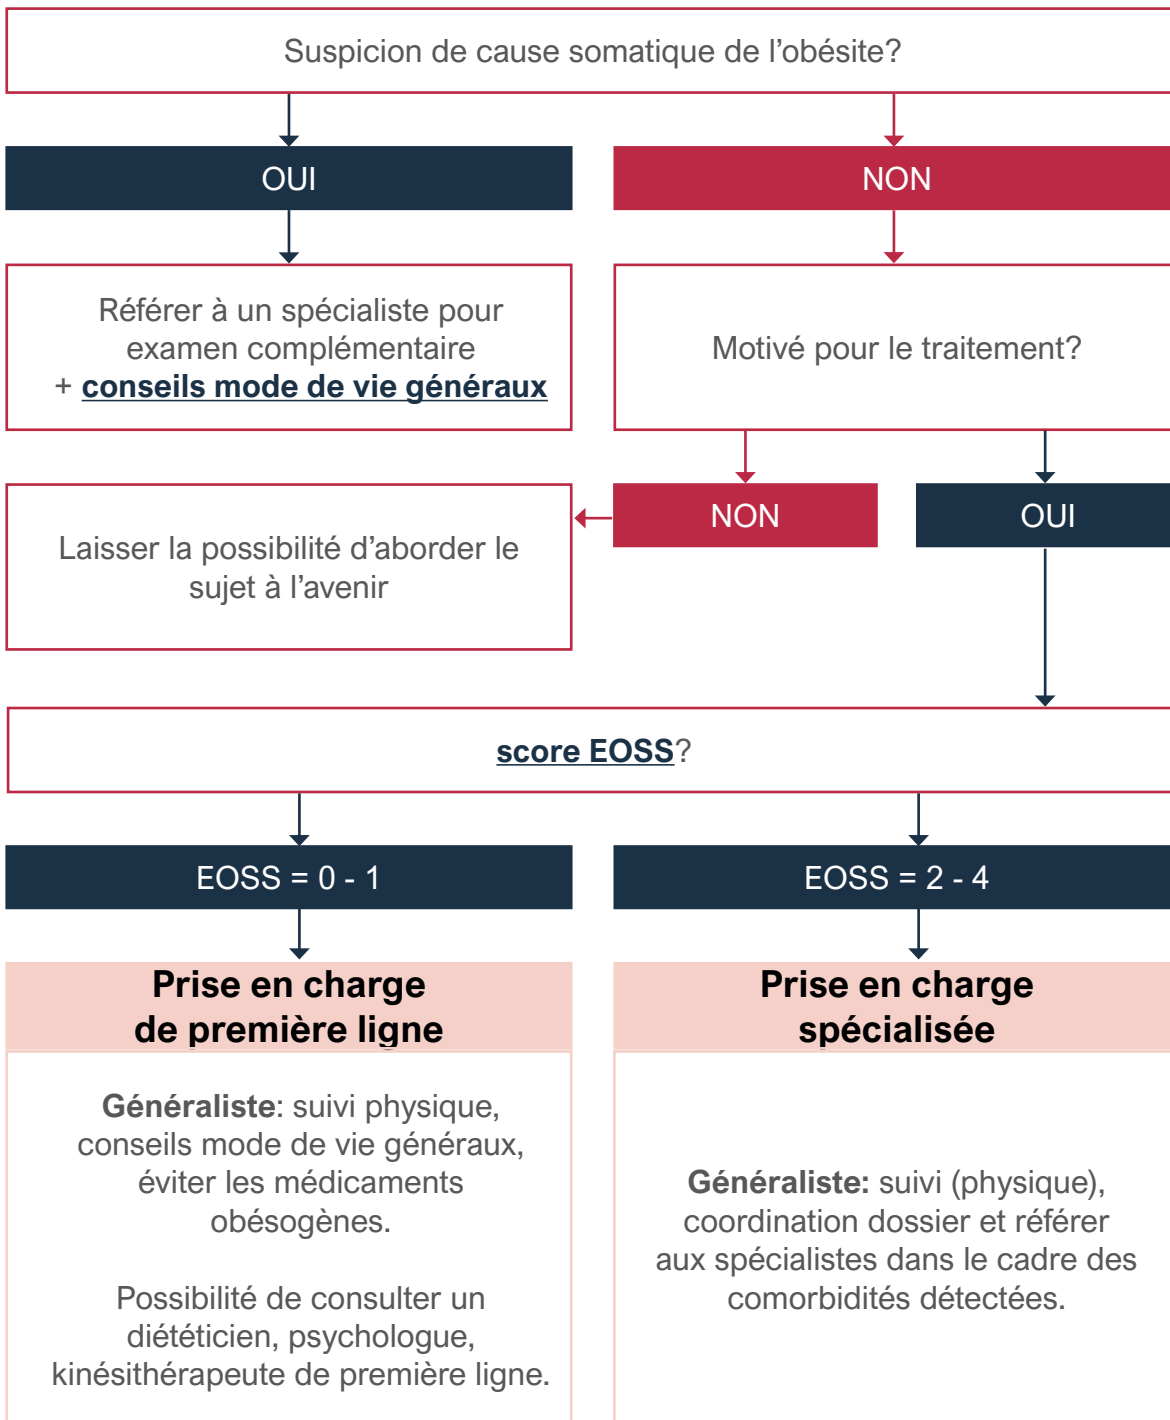 Suspicion de cause somatique de l'obésite?
OUI
NON
Référer à un spécialiste pour
examen complémentaire
+ conseils mode de vie généraux
Motivé pour le traitement?
NON
OUI
Laisser la possibilité d'aborder le
sujet à l'avenir
score EOSS?
EOSS = 0 - 1
EOSS = 2 - 4
Prise en charge
de première ligne
Prise en charge
spécialisée
Généraliste: suivi physique,
conseils mode de vie généraux,
éviter les médicaments
obésogènes.
Possibilité de consulter un
diététicien, psychologue,
kinésithérapeute de première ligne.
Généraliste: suivi (physique),
coordination dossier et référer
aux spécialistes dans le cadre des
comorbidités détectées.